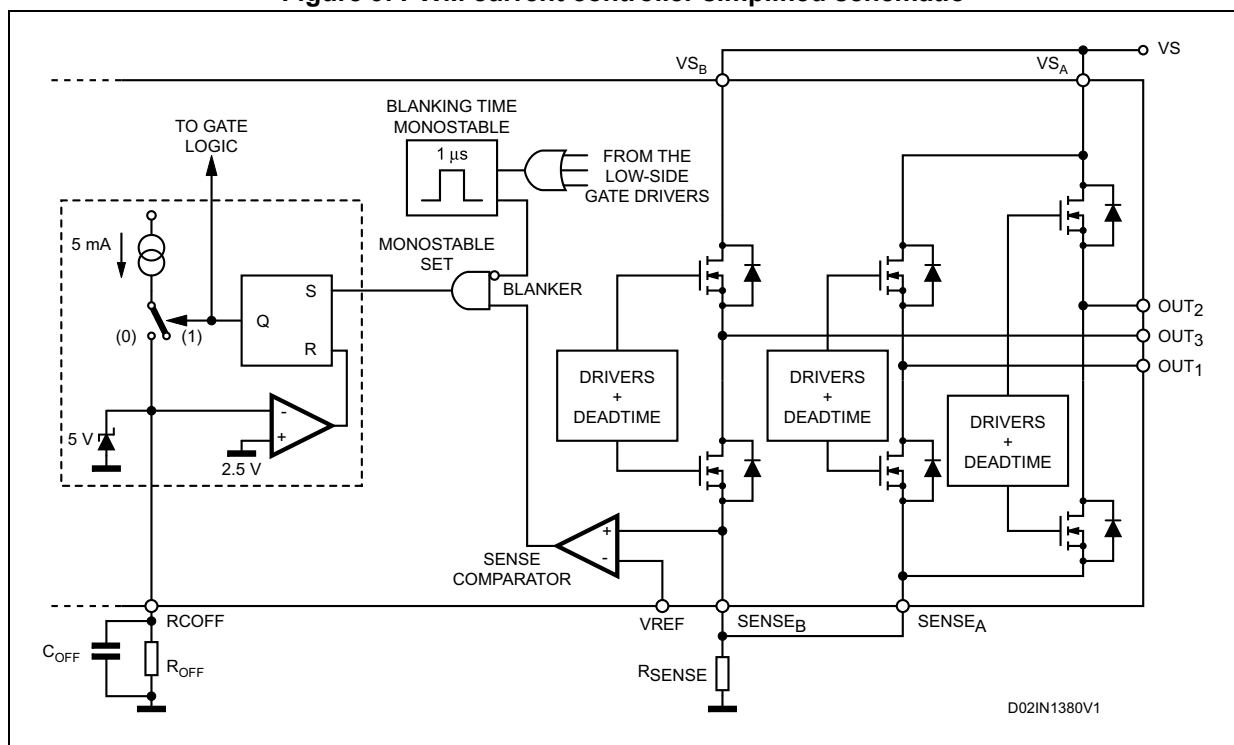 Figure 9. PWM current controller simplified schematic
VS
VSB
VSA
BLANKING TIME
MONOSTABLE
1 μs
TO GATE
LOGIC
FROM THE
LOW-SIDE
GATE DRIVERS
5 mA
MONOSTABLE
SET
BLANKER
S
Q
R
(0)
(1)
5 V
-
+
2.5 V
DRIVERS
+
DEADTIME
DRIVERS
+
DEADTIME
DRIVERS
+
DEADTIME
OUT2
OUT3
OUT1
+
-
SENSE
COMPARATOR
RCOFF
VREF
SENSEB
SENSEA
COFF
ROFF
RSENSE
D02IN1380V1